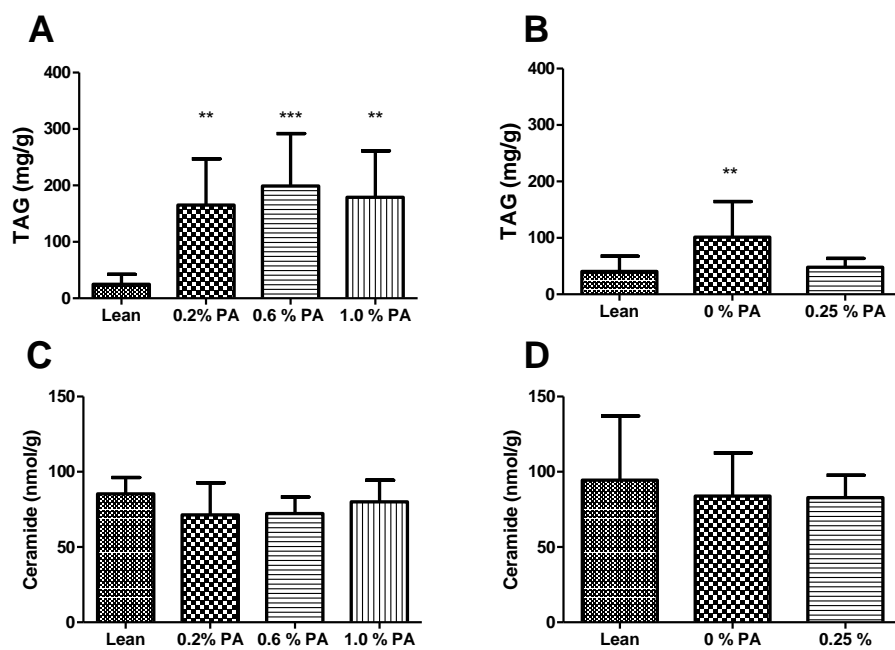 A
TAG (mg/g)
400
300
200
100
0
**
***
**
Lean
0.2% PA
0.6 % PA
1.0 % PA
B
TAG (mg/g)
400
300
200
100
0
**
Lean
0 % PA
0.25 % PA
C
Ceramide (nmol/g)
150
100
50
0
Lean
0.2% PA
0.6 % PA
1.0 % PA
D
Ceramide (nmol/g)
150
100
50
0
Lean
0 % PA
0.25 %